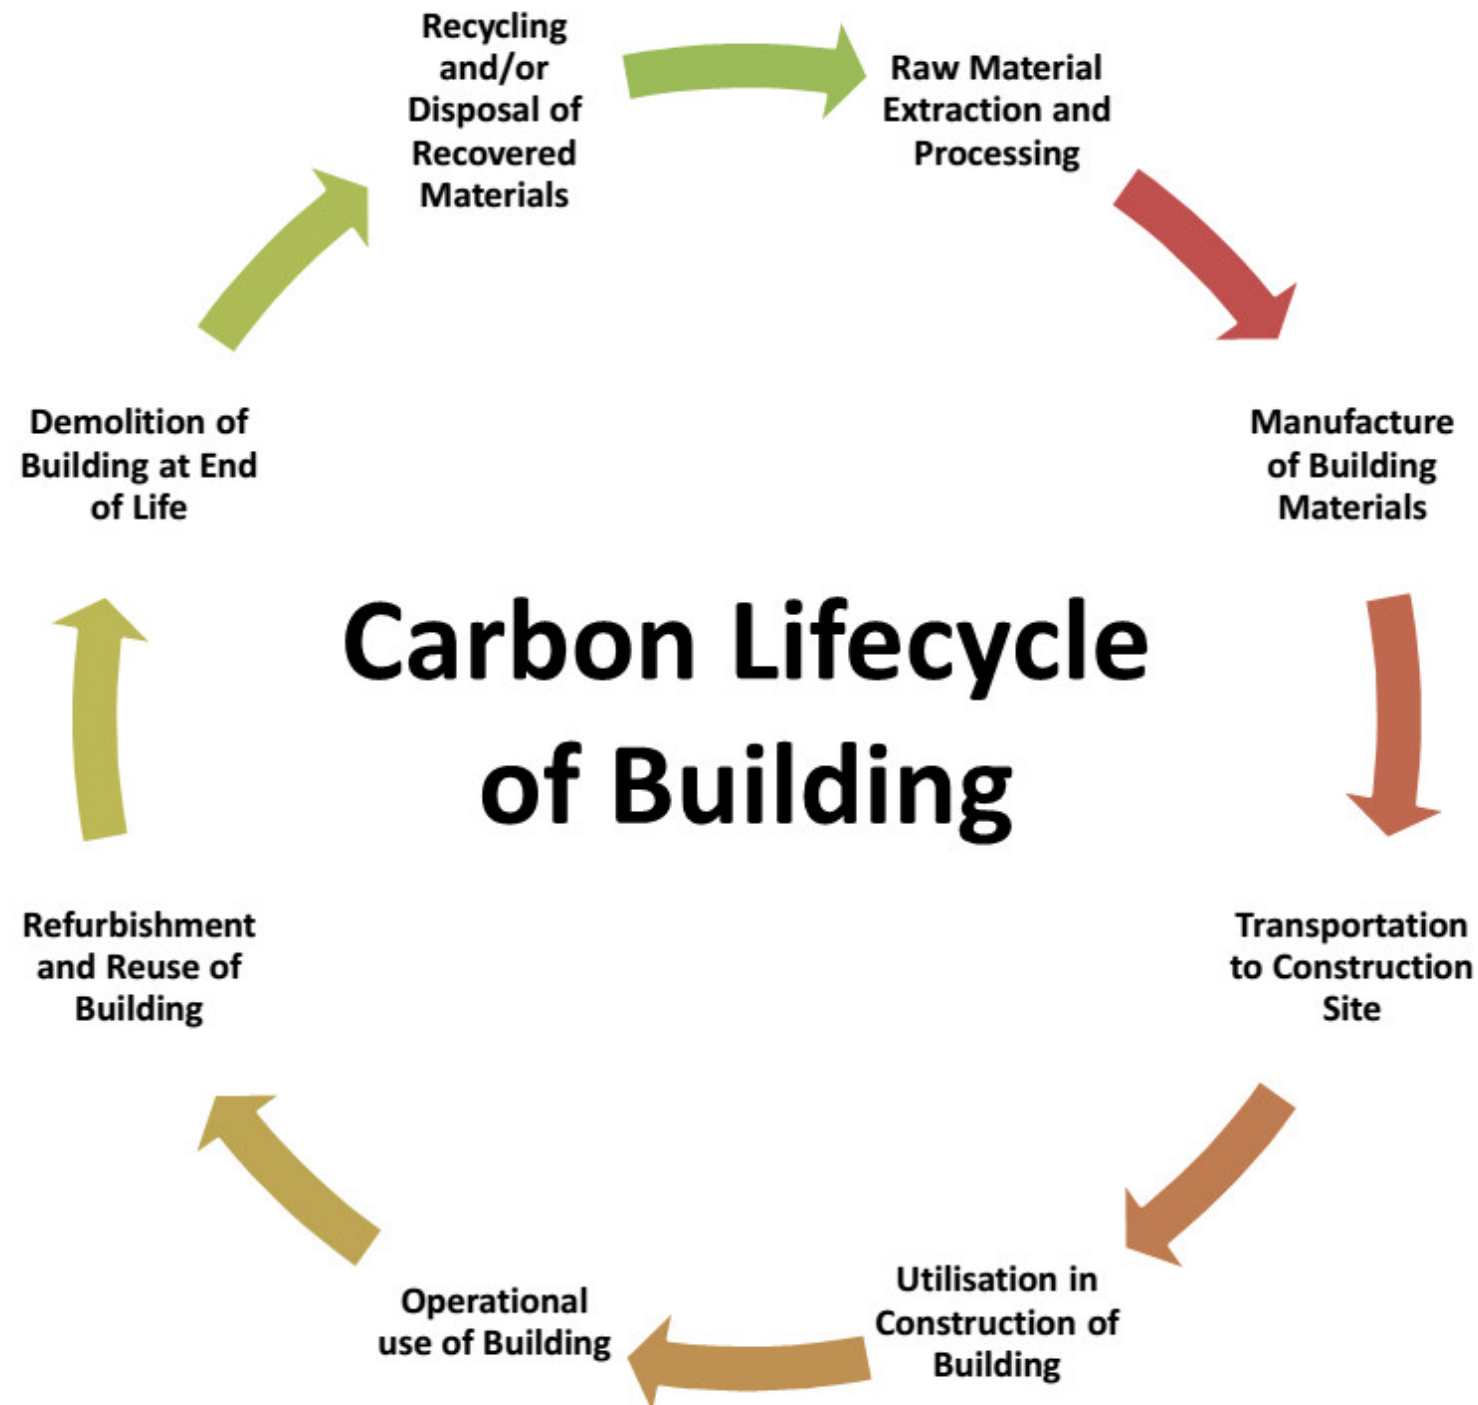 Recycling
and/or
Disposal of
Recovered
Materials
Raw Material
Extraction and
Processing
Manufacture
of Building
Materials
Transportation
to Construction
Site
Utilisation in
Construction of
Building
Operational
use of Building
Refurbishment
and Reuse of
Building
Demolition of
Building at End
of Life
Carbon Lifecycle
of Building